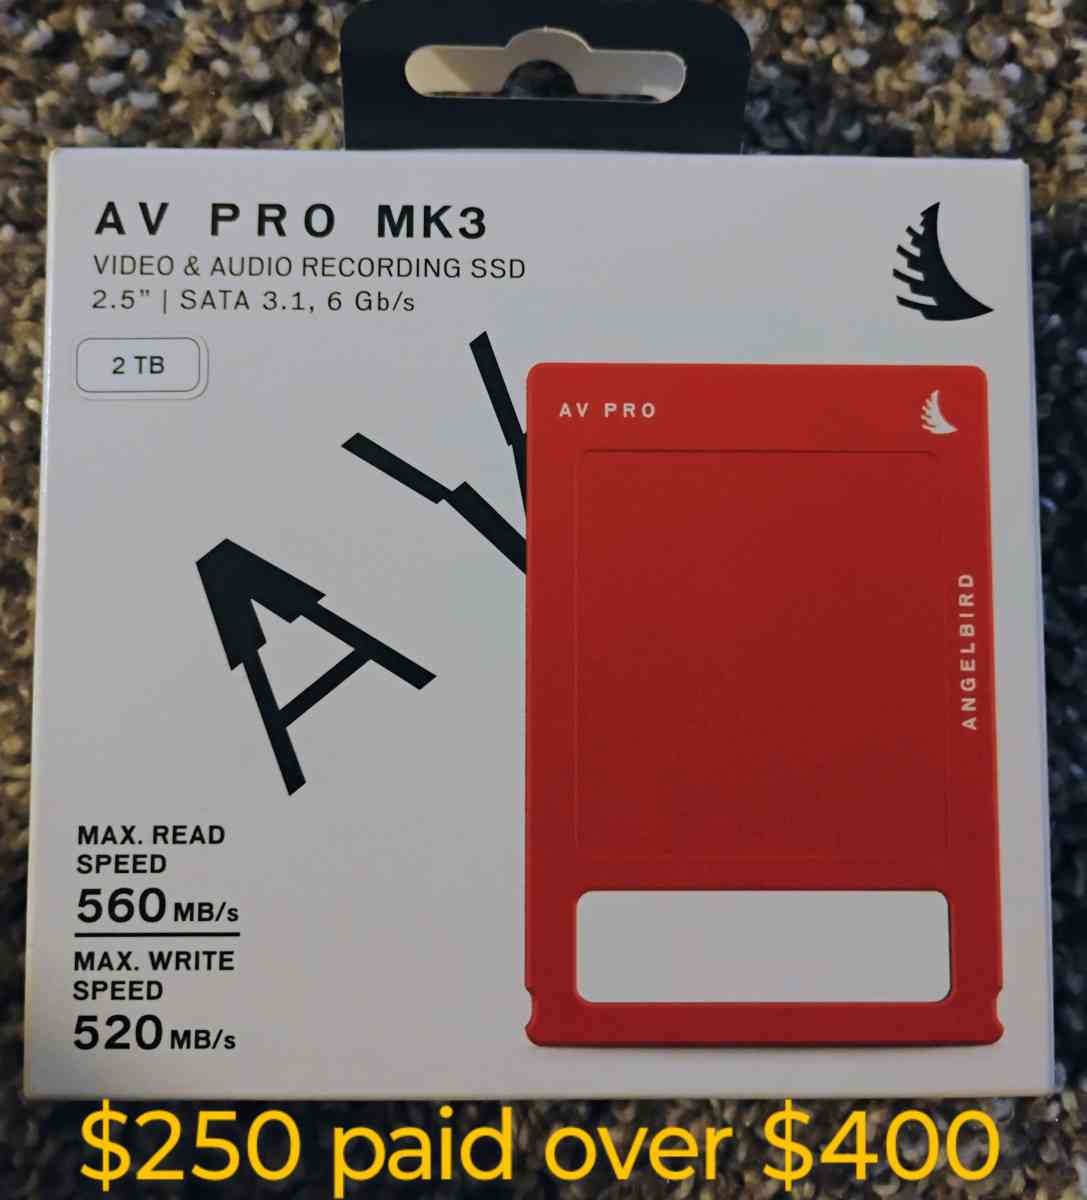 AV PRO MK3
VIDEO & AUDIO RECORDING SSD
2.5” | SATA 3.1, 6 Gb/s
2 TB
AV
AV PRO
ANGELBIRD
MAX. READ
SPEED
560 MB/s
MAX. WRITE
SPEED
520 MB/s
$250 paid over $400